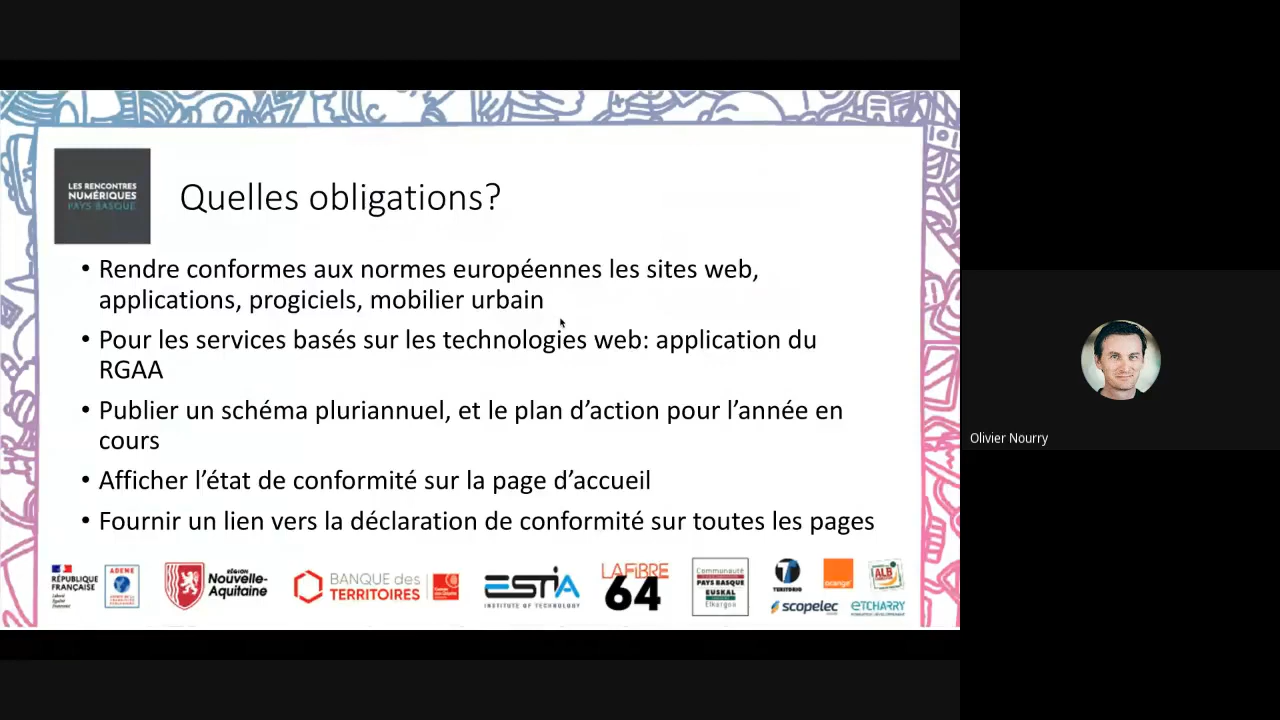 LES RENCONTRES
NUMÉRIQUES
PAYS BASQUE
Quelles obligations?
• Rendre conformes aux normes européennes les sites web,
applications, progiciels, mobilier urbain
• Pour les services basés sur les technologies web: application du
RGAA
• Publier un schéma pluriannuel, et le plan d’action pour l’année en
cours
• Afficher l’état de conformité sur la page d’accueil
• Fournir un lien vers la déclaration de conformité sur toutes les pages
RÉPUBLIQUE
FRANÇAISE
ADEME
RÉGION
Nouvelle-
Aquitaine
BANQUE des
TERRITOIRES
ESTIA
INSTITUTE OF TECHNOLOGY
LAFIBRE
64
Communauté
PAYS BASQUE
EUSKAL
Elkargoa
TERITORIO
orange
ALB
scopelec
ETCHARRY
Olivier Nourry